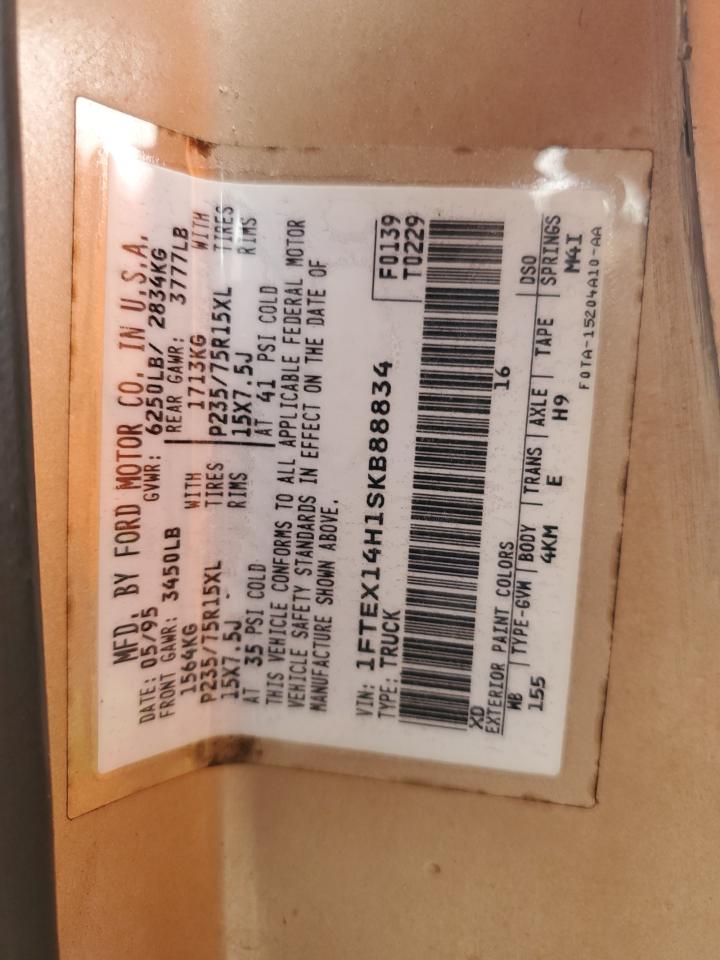 MFD. BY FORD MOTOR CO. IN U.S.A.
DATE: 05/95 GVWR: 6250LB/ 2834KG
FRONT GAWR: 3450LB REAR GAWR: 3777LB
1564KG WITH 1713KG WITH
P235/75R15XL TIRES P235/75R15XL TIRES
15X7.5J RIMS 15X7.5J RIMS
AT 35 PSI COLD AT 41 PSI COLD
THIS VEHICLE CONFORMS TO ALL APPLICABLE FEDERAL MOTOR
VEHICLE SAFETY STANDARDS IN EFFECT ON THE DATE OF
MANUFACTURE SHOWN ABOVE.
VIN: 1FTEX14H1SKB88834 F0139
TYPE: TRUCK T0229
XD 16
EXTERIOR PAINT COLORS DSO
WB TYPE-GVW BODY TRANS AXLE TAPE SPRINGS
155 4KM E H9 M4I
F0TA-15204A10-AA